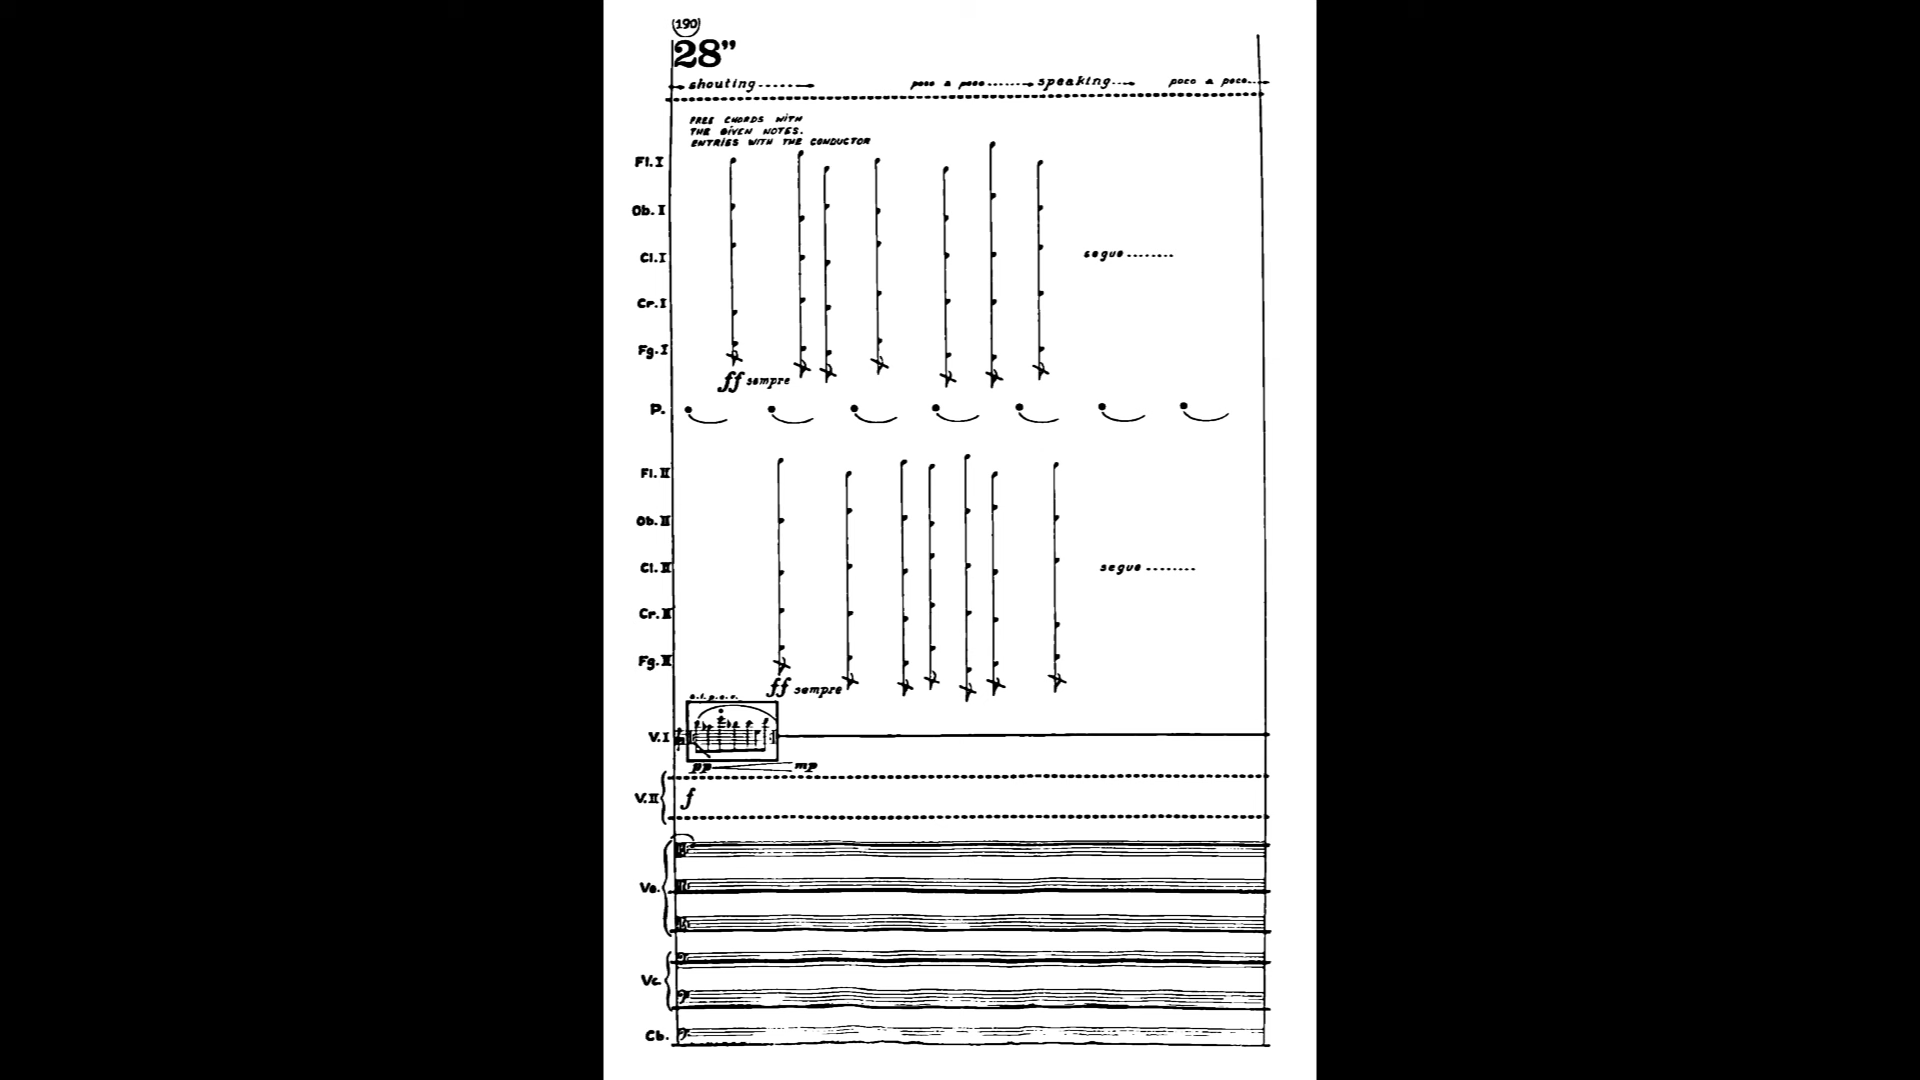 (190)
28”
shouting
poco a poco
speaking
poco a poco
FREE CHORDS WITH
THE GIVEN NOTES.
ENTRIES WITH THE CONDUCTOR
Fl. I
Ob. I
Cl. I
segue
Cr. I
Fg. I
ff sempre
P.
Fl. II
Ob. II
Cl. II
segue
Cr. II
Fg. II
ff sempre
V. I
pp
mp
V. II
f
Va.
Vc.
Cb.